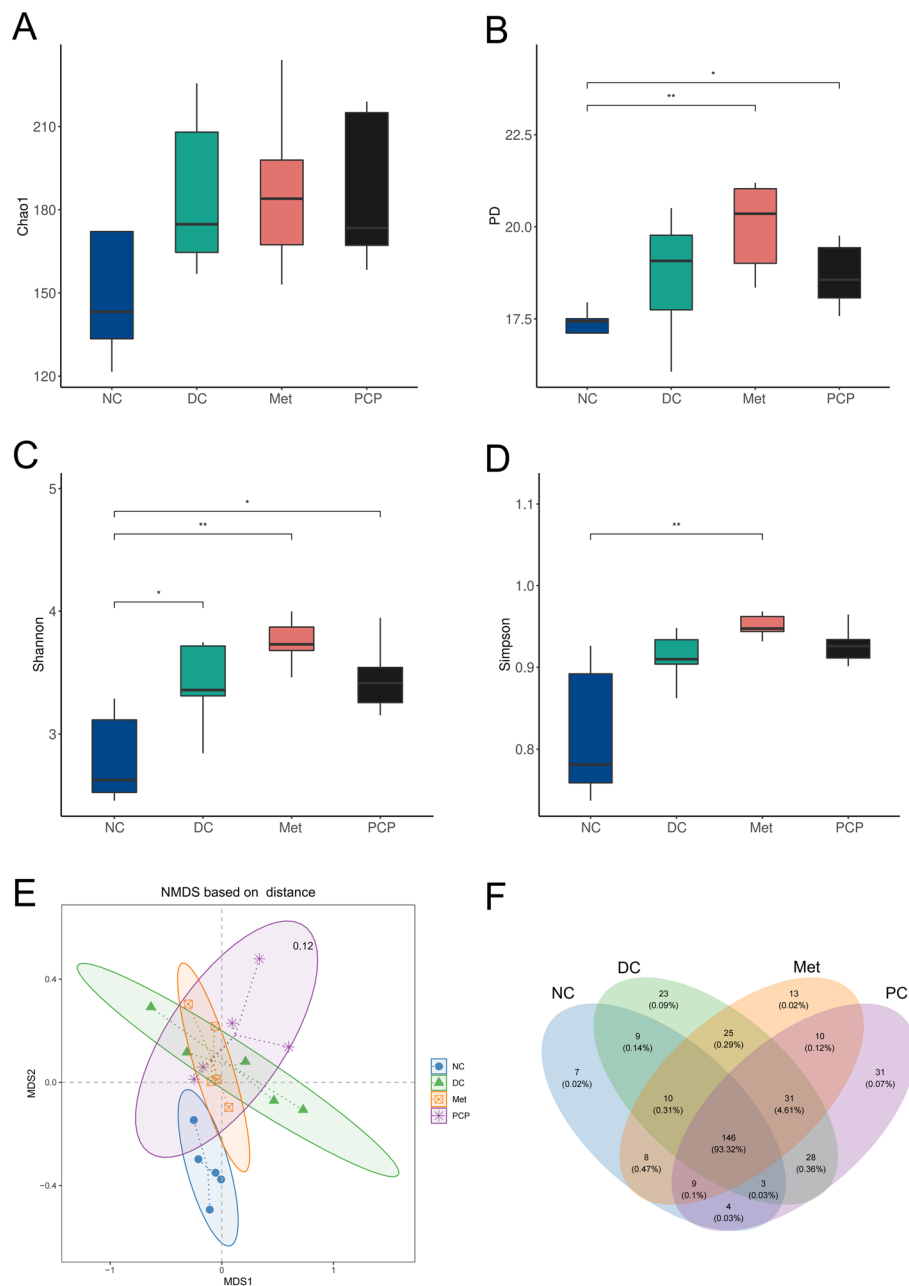 A
Chao1
210
180
150
120
NC DC Met PCP
B
PD
22.5
20.0
17.5
*
**
NC DC Met PCP
C
Shannon
5
4
3
*
**
*
NC DC Met PCP
D
Simpson
1.1
1.0
0.9
0.8
**
NC DC Met PCP
E
NMDS based on distance
0.12
MDS2
0.4
0.0
-0.4
-1 0 1
MDS1
NC
DC
Met
PCP
F
NC
DC
Met
PC
23
(0.09%)
13
(0.02%)
9
(0.14%)
25
(0.29%)
10
(0.12%)
7
(0.02%)
31
(0.07%)
10
(0.31%)
31
(4.61%)
146
(93.32%)
8
(0.47%)
28
(0.36%)
9
(0.1%)
3
(0.03%)
4
(0.03%)